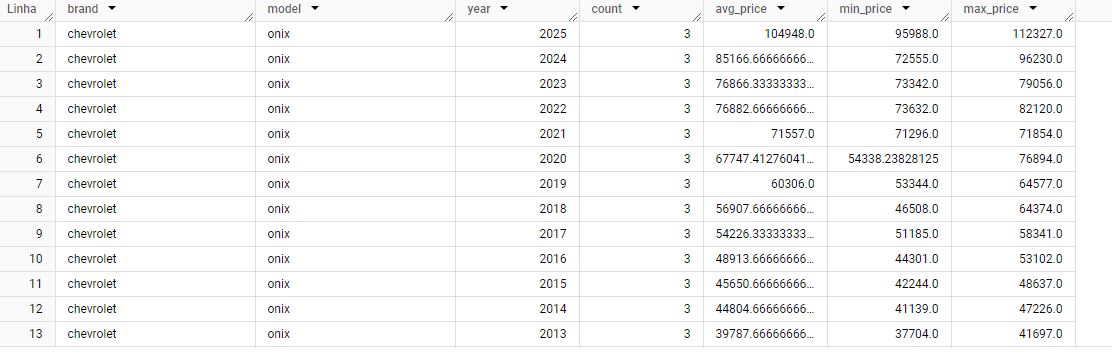 Linha brand model year count avg_price min_price max_price
1 chevrolet onix 2025 3 104948.0 95988.0 112327.0
2 chevrolet onix 2024 3 85166.66666666... 72555.0 96230.0
3 chevrolet onix 2023 3 76866.33333333... 73342.0 79056.0
4 chevrolet onix 2022 3 76882.66666666... 73632.0 82120.0
5 chevrolet onix 2021 3 71557.0 71296.0 71854.0
6 chevrolet onix 2020 3 67747.41276041... 54338.23828125 76894.0
7 chevrolet onix 2019 3 60306.0 53344.0 64577.0
8 chevrolet onix 2018 3 56907.66666666... 46508.0 64374.0
9 chevrolet onix 2017 3 54226.33333333... 51185.0 58341.0
10 chevrolet onix 2016 3 48913.66666666... 44301.0 53102.0
11 chevrolet onix 2015 3 45650.66666666... 42244.0 48637.0
12 chevrolet onix 2014 3 44804.66666666... 41139.0 47226.0
13 chevrolet onix 2013 3 39787.66666666... 37704.0 41697.0